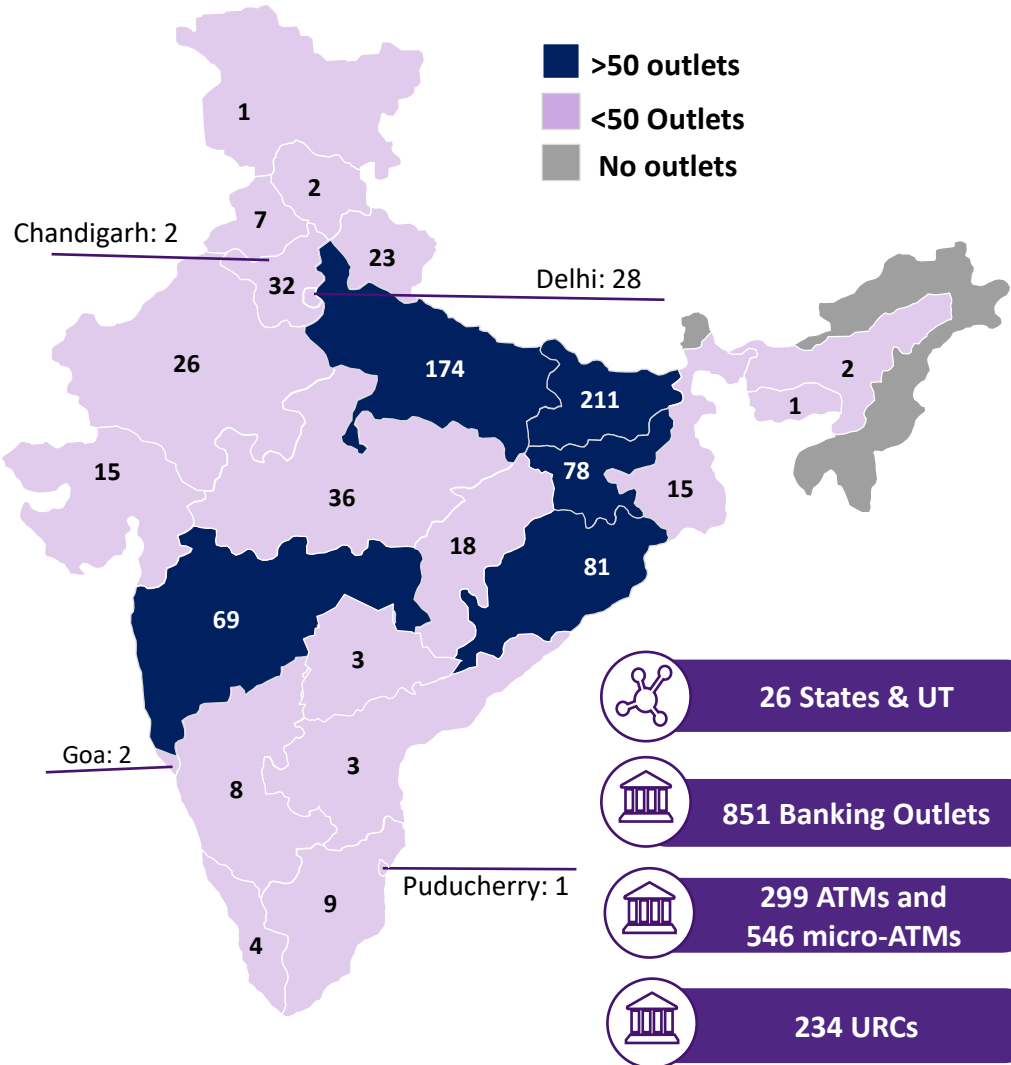 >50 outlets
<50 Outlets
No outlets
1
2
7
Chandigarh: 2
23
32
Delhi: 28
26
174
211
2
1
15
36
78
15
18
81
69
3
Goa: 2
8
3
Puducherry: 1
9
4
26 States & UT
851 Banking Outlets
299 ATMs and
546 micro-ATMs
234 URCs